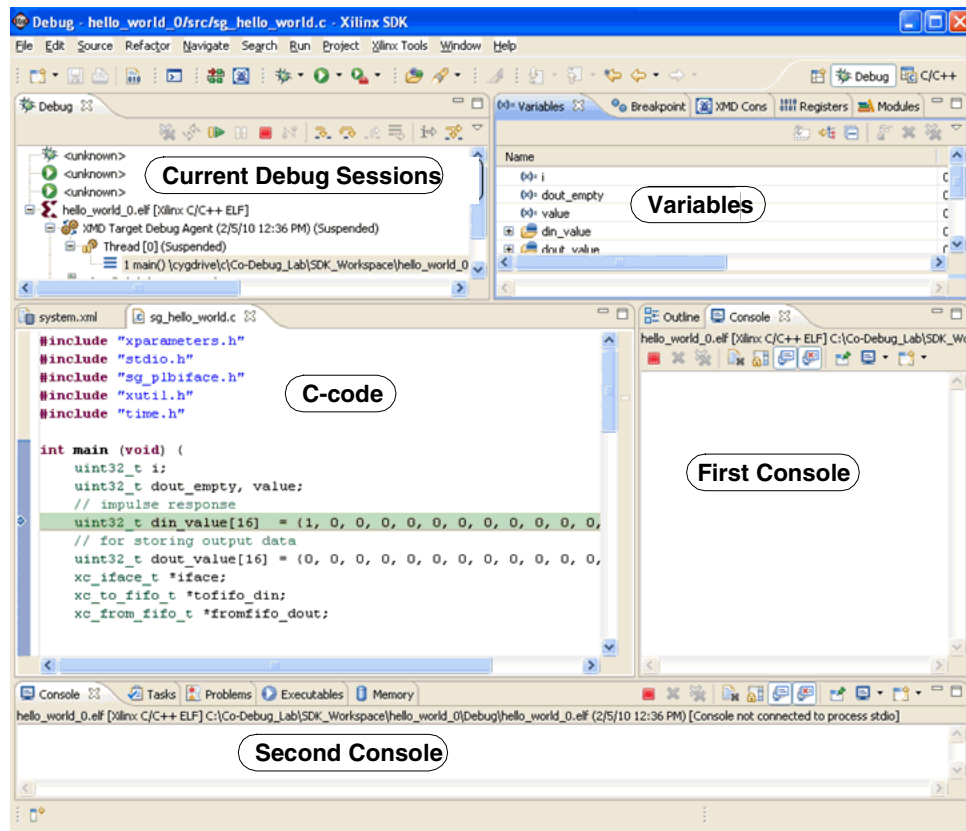 Debug - hello_world_0/src/sg_hello_world.c - Xilinx SDK
File Edit Source Refactor Navigate Search Run Project Xilinx Tools Window Help
Debug C/C++
Debug
<unknown>
<unknown>
<unknown>
hello_world_0.elf [Xilinx C/C++ ELF]
XMD Target Debug Agent (2/5/10 12:36 PM) (Suspended)
Thread [0] (Suspended)
1 main() \cygdrive\c\Co-Debug_Lab\SDK_Workspace\hello_world_0
Current Debug Sessions
(x)= Variables Breakpoint XMD Cons Registers Modules
Name
(x)= i
(x)= dout_empty
(x)= value
din_value
dout_value
Variables
system.xml sg_hello_world.c
#include "xparameters.h"
#include "stdio.h"
#include "sg_plbiface.h"
#include "xutil.h"
#include "time.h"
C-code
int main (void) {
uint32_t i;
uint32_t dout_empty, value;
// impulse response
uint32_t din_value[16] = {1, 0, 0, 0, 0, 0, 0, 0, 0, 0, 0, 0,
// for storing output data
uint32_t dout_value[16] = {0, 0, 0, 0, 0, 0, 0, 0, 0, 0, 0, 0,
xc_iface_t *iface;
xc_to_fifo_t *tofifo_din;
xc_from_fifo_t *fromfifo_dout;
Outline Console
hello_world_0.elf [Xilinx C/C++ ELF] C:\Co-Debug_Lab\SDK_Wo
First Console
Console Tasks Problems Executables Memory
hello_world_0.elf [Xilinx C/C++ ELF] C:\Co-Debug_Lab\SDK_Workspace\hello_world_0\Debug\hello_world_0.elf (2/5/10 12:36 PM) [Console not connected to process stdio]
Second Console